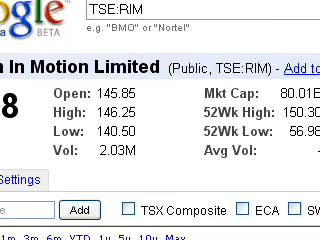 ogle TSE:RIM
a BETA e.g. "BMO" or "Nortel"
h In Motion Limited (Public, TSE:RIM) - Add to
8 Open: 145.85 Mkt Cap: 80.01B
High: 146.25 52Wk High: 150.30
Low: 140.50 52Wk Low: 56.98
Vol: 2.03M Avg Vol: -
Settings
e Add TSX Composite ECA
1m 3m 6m YTD 1y 5y 10y Max